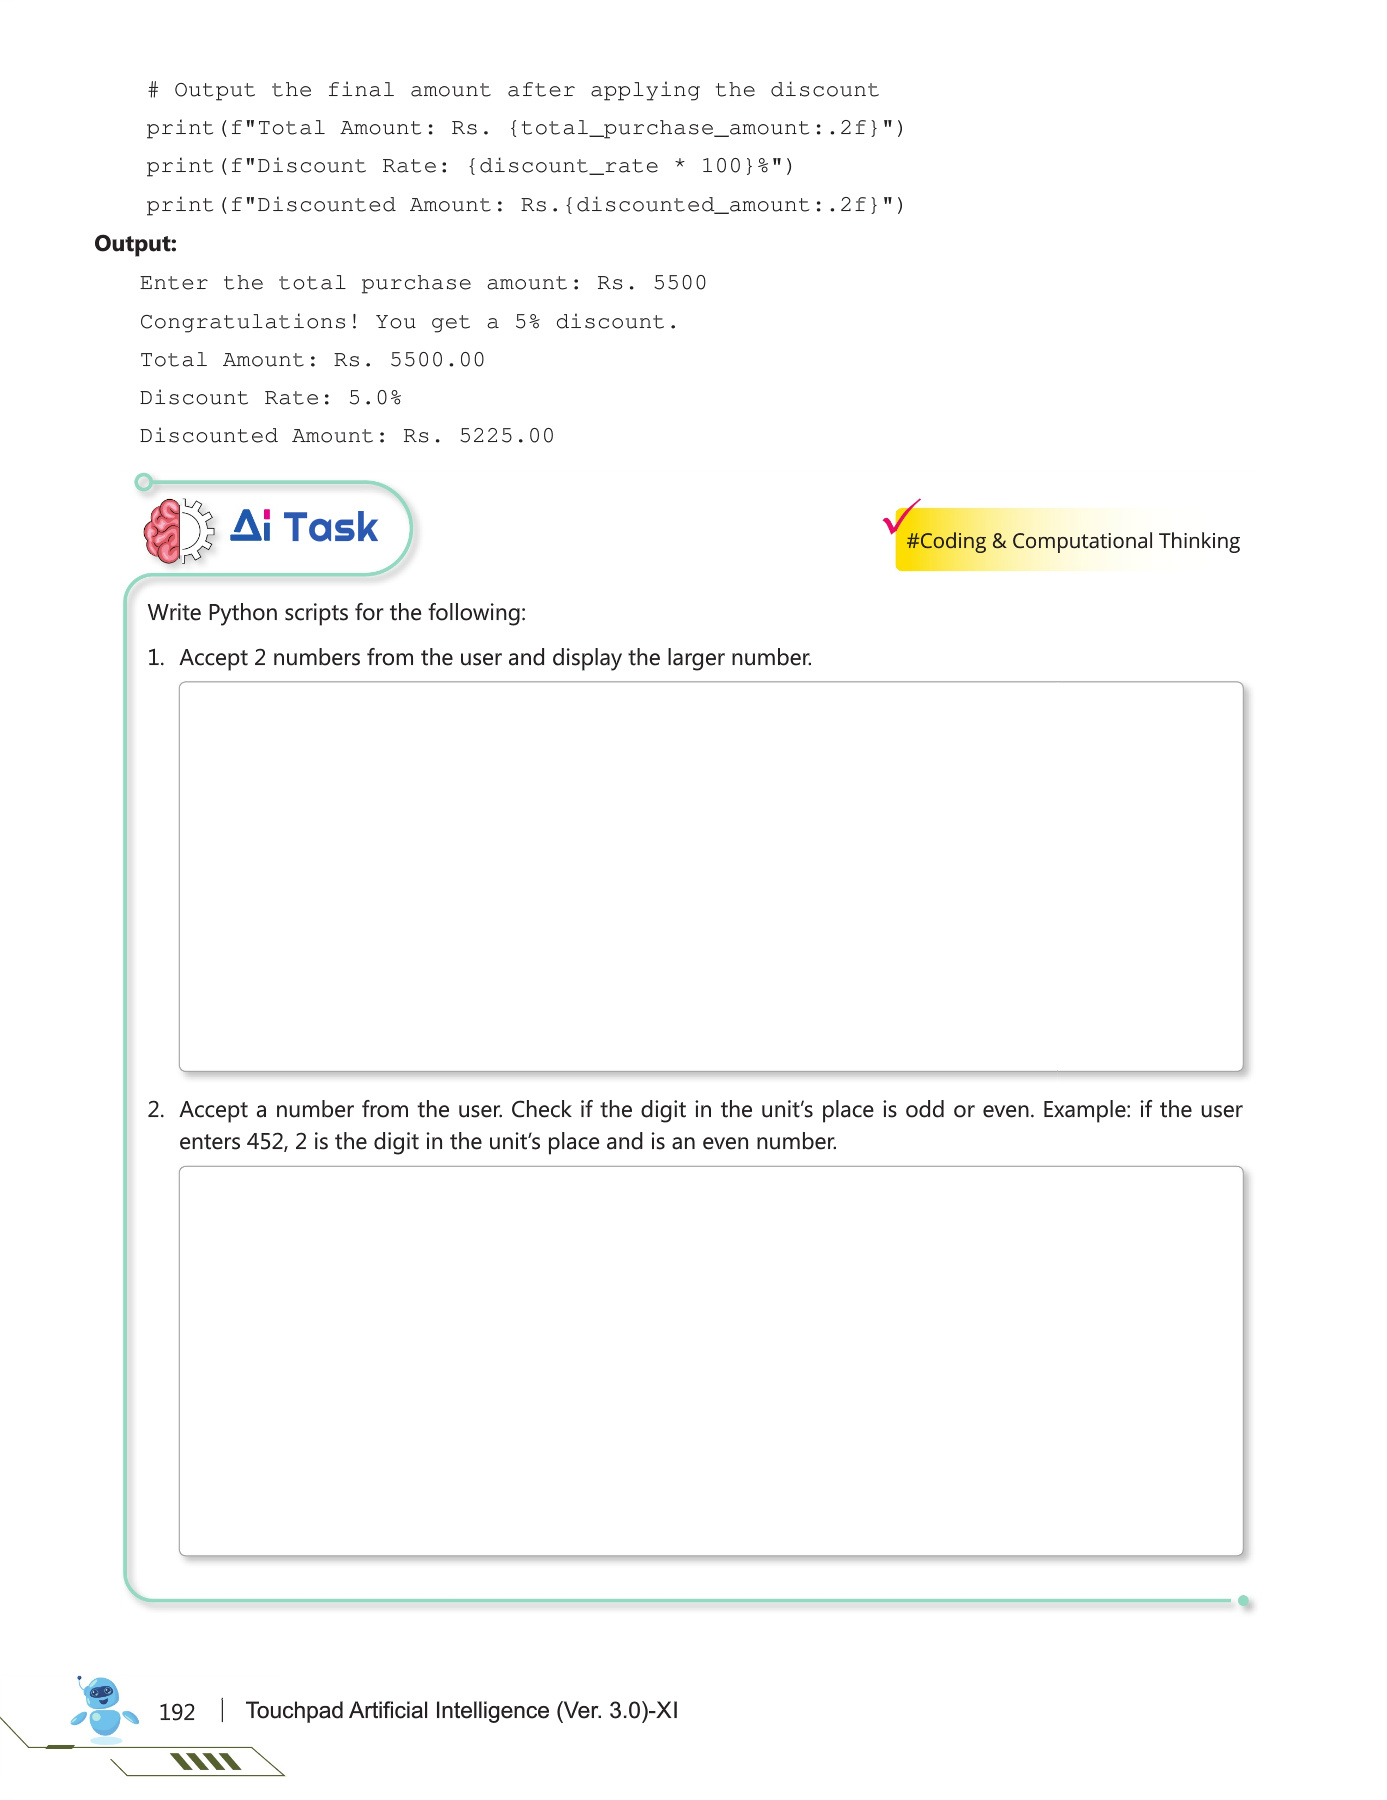 # Output the final amount after applying the discount
print(f"Total Amount: Rs. {total_purchase_amount:.2f}")
print(f"Discount Rate: {discount_rate * 100}%")
print(f"Discounted Amount: Rs.{discounted_amount:.2f}")
Output:
Enter the total purchase amount: Rs. 5500
Congratulations! You get a 5% discount.
Total Amount: Rs. 5500.00
Discount Rate: 5.0%
Discounted Amount: Rs. 5225.00
Ai Task
#Coding & Computational Thinking
Write Python scripts for the following:
1. Accept 2 numbers from the user and display the larger number.
2. Accept a number from the user. Check if the digit in the unit’s place is odd or even. Example: if the user
enters 452, 2 is the digit in the unit’s place and is an even number.
192 | Touchpad Artificial Intelligence (Ver. 3.0)-XI